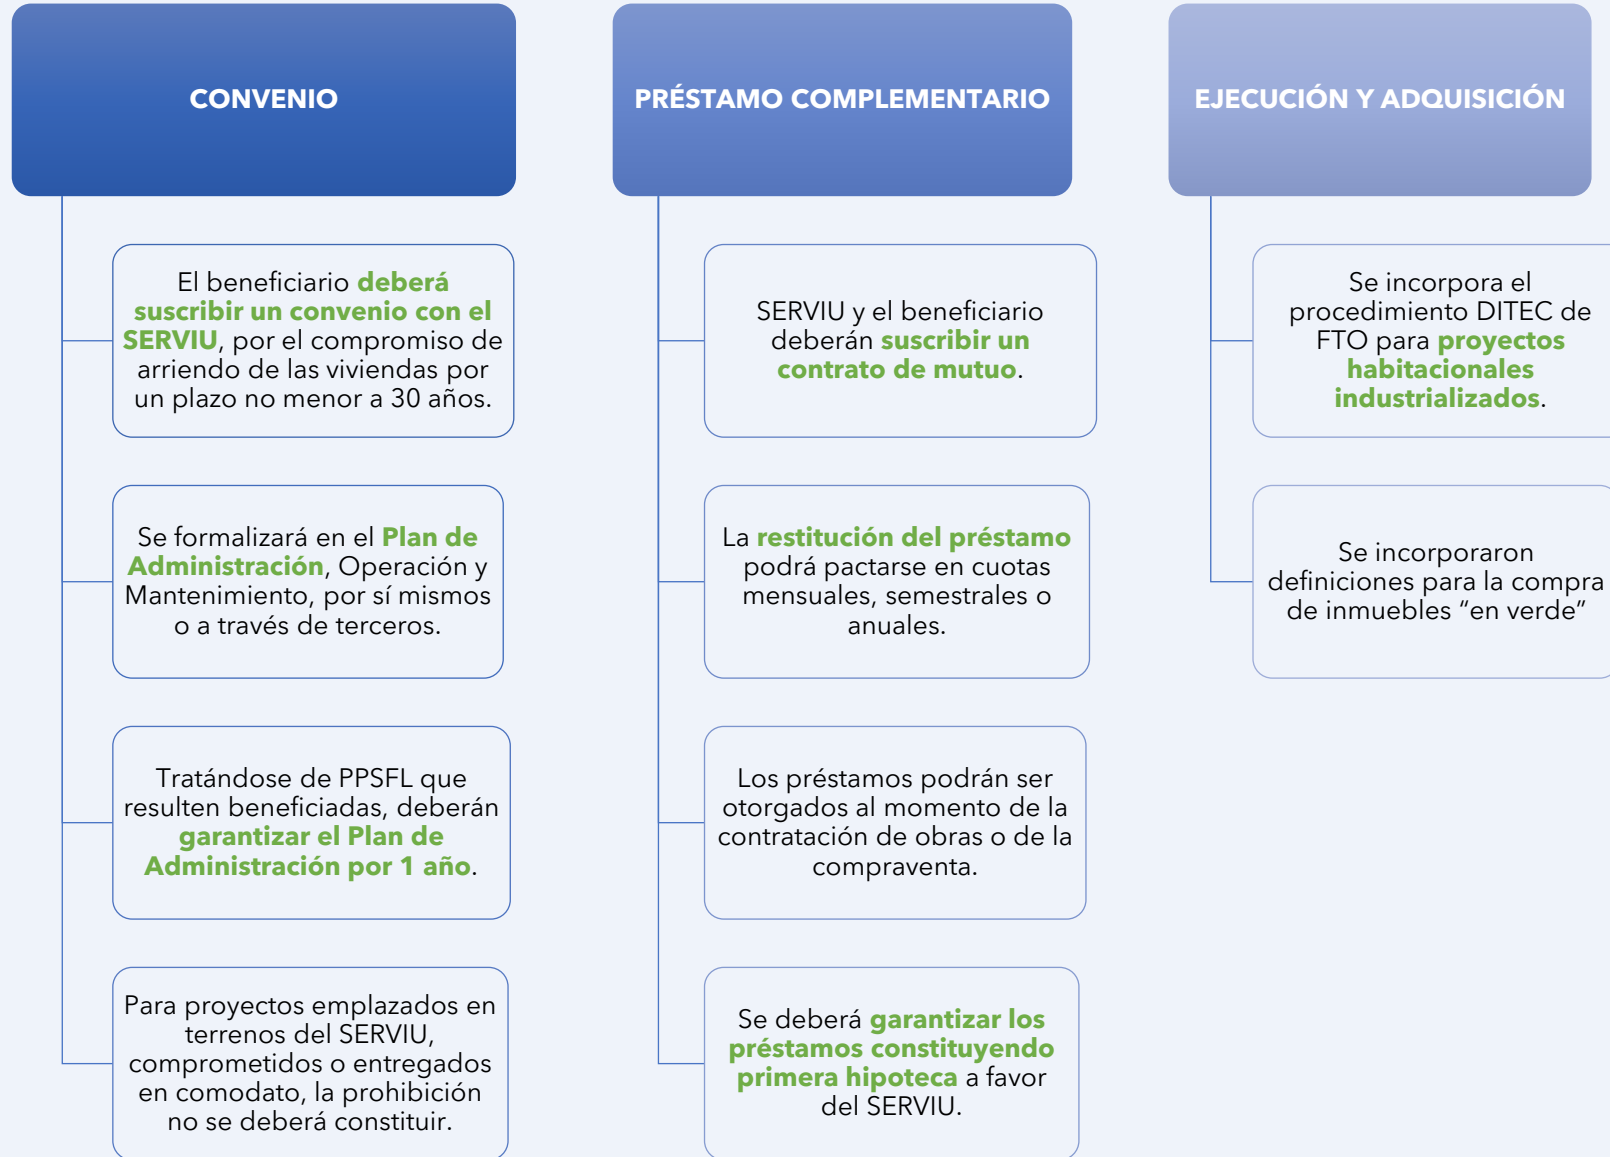 CONVENIO
El beneficiario deberá
suscribir un convenio con el
SERVIU, por el compromiso de
arriendo de las viviendas por
un plazo no menor a 30 años.
Se formalizará en el Plan de
Administración, Operación y
Mantenimiento, por sí mismos
o a través de terceros.
Tratándose de PPSFL que
resulten beneficiadas, deberán
garantizar el Plan de
Administración por 1 año.
Para proyectos emplazados en
terrenos del SERVIU,
comprometidos o entregados
en comodato, la prohibición
no se deberá constituir.
PRÉSTAMO COMPLEMENTARIO
SERVIU y el beneficiario
deberán suscribir un
contrato de mutuo.
La restitución del préstamo
podrá pactarse en cuotas
mensuales, semestrales o
anuales.
Los préstamos podrán ser
otorgados al momento de la
contratación de obras o de la
compraventa.
Se deberá garantizar los
préstamos constituyendo
primera hipoteca a favor
del SERVIU.
EJECUCIÓN Y ADQUISICIÓN
Se incorpora el
procedimiento DITEC de
FTO para proyectos
habitacionales
industrializados.
Se incorporaron
definiciones para la compra
de inmuebles “en verde”